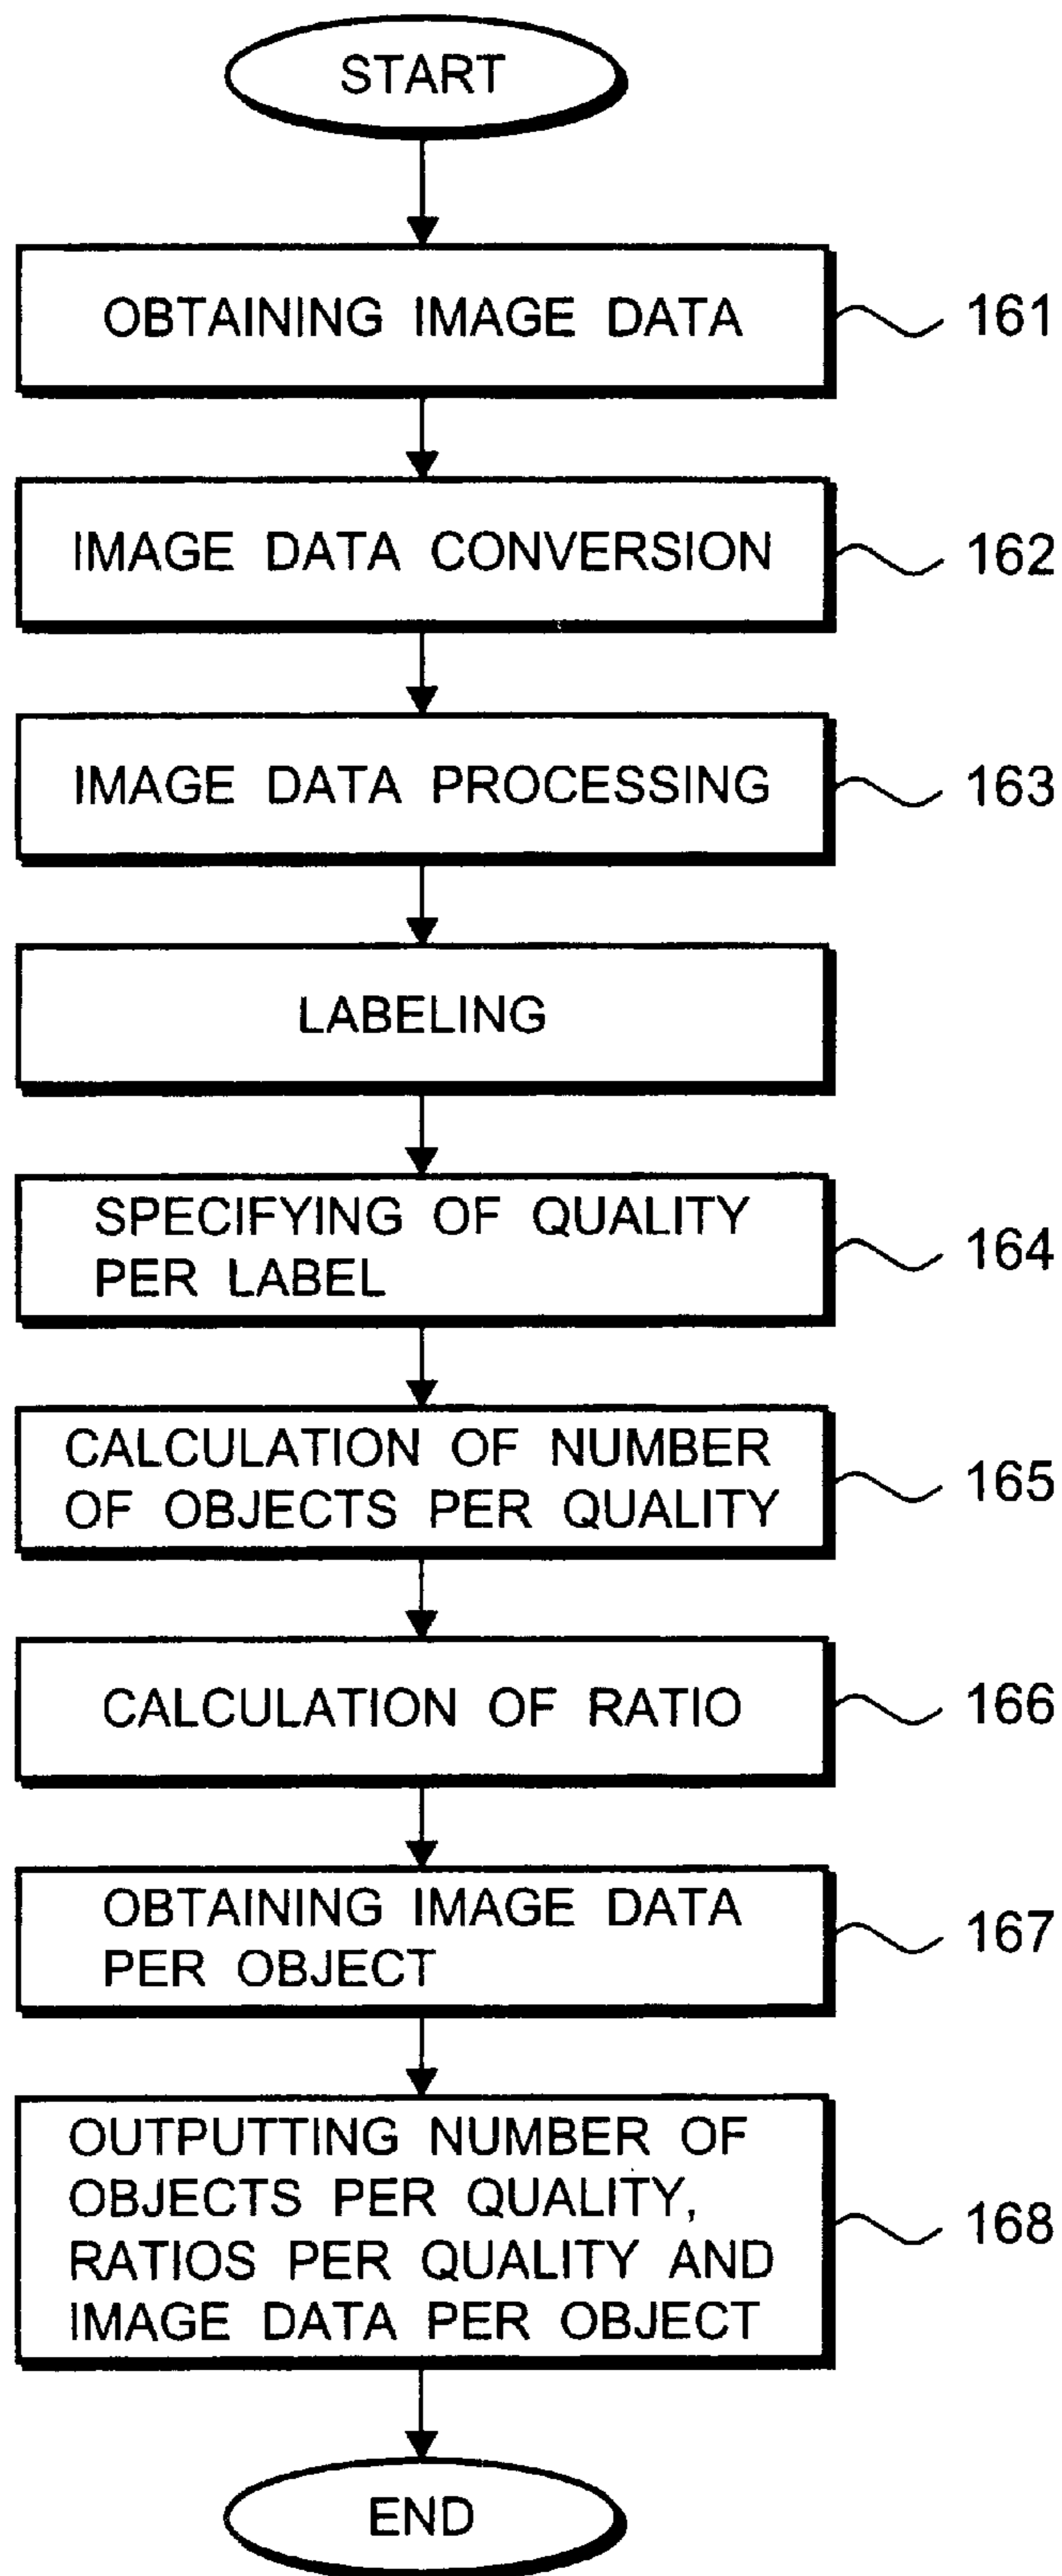 START
OBTAINING IMAGE DATA
161
IMAGE DATA CONVERSION
162
IMAGE DATA PROCESSING
163
LABELING
SPECIFYING OF QUALITY
PER LABEL
164
CALCULATION OF NUMBER
OF OBJECTS PER QUALITY
165
CALCULATION OF RATIO
166
OBTAINING IMAGE DATA
PER OBJECT
167
OUTPUTTING NUMBER OF
OBJECTS PER QUALITY,
RATIOS PER QUALITY AND
IMAGE DATA PER OBJECT
168
END